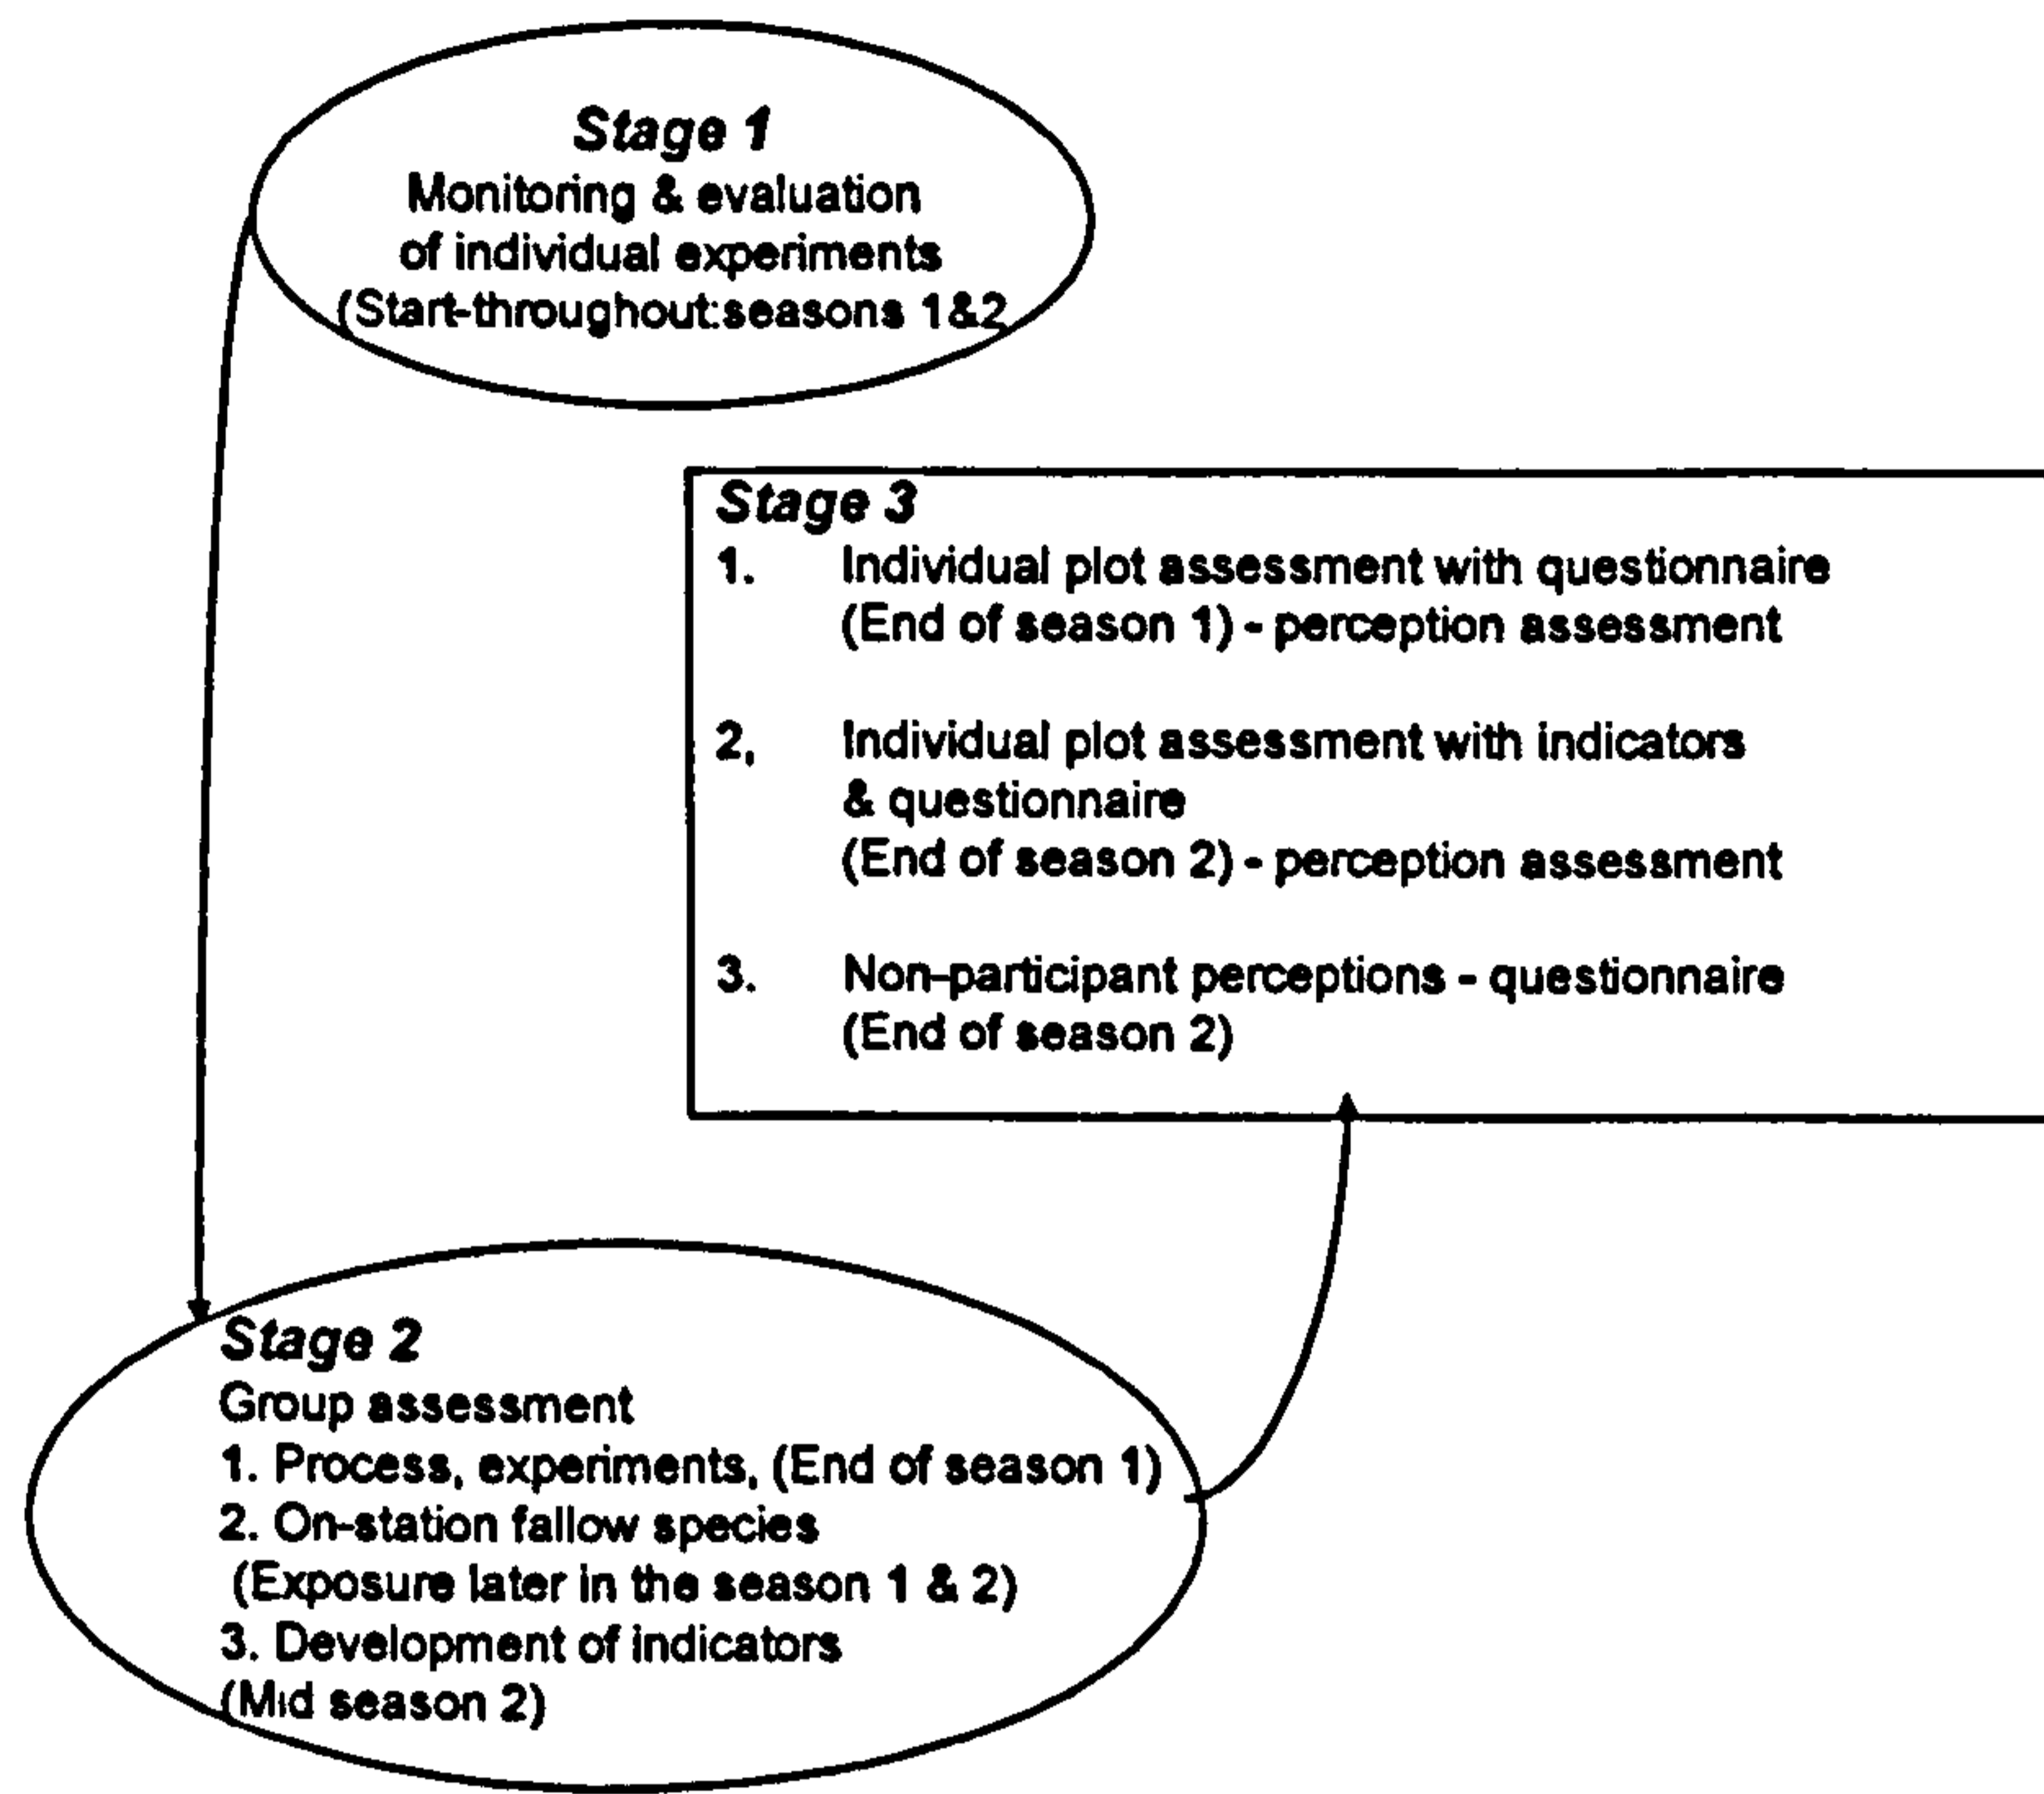 Stage 1
Monitoring & evaluation
of individual experiments
(Start-throughout:seasons 1&2
Stage 3
1. Individual plot assessment with questionnaire
(End of season 1) - perception assessment
2, Individual plot assessment with indicators
& questionnaire
(End of season 2) - perception assessment
3. Non-participant perceptions - questionnaire
(End of season 2)
Stage 2
Group assessment
1. Process, experiments, (End of season 1)
2. On-station fallow species
(Exposure later in the season 1 & 2)
3. Development of indicators
(Mid season 2)